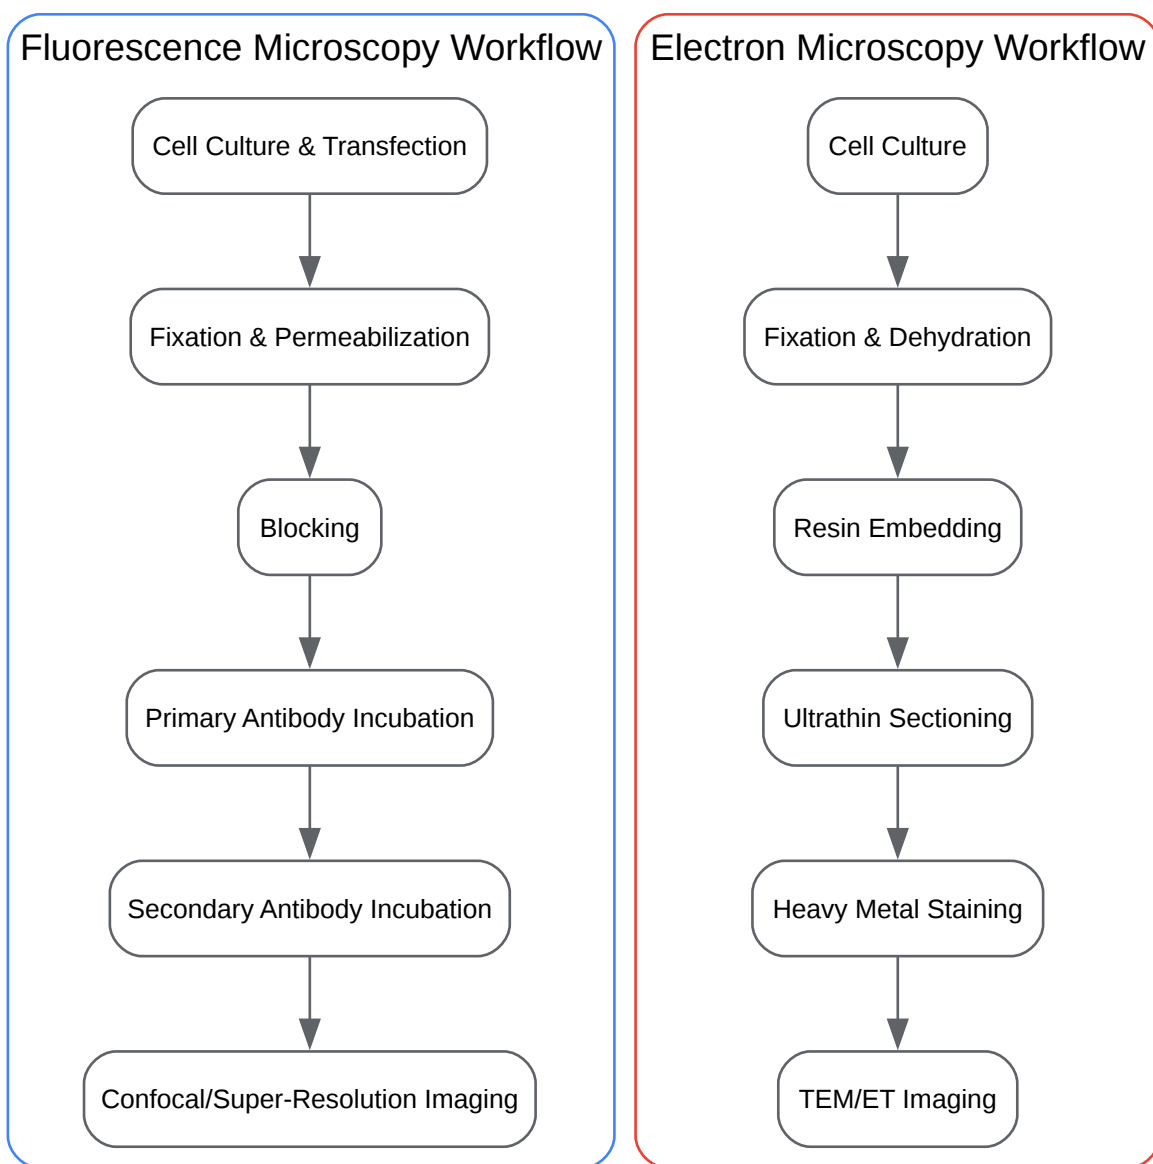 Fluorescence Microscopy Workflow
Cell Culture & Transfection
Fixation & Permeabilization
Blocking
Primary Antibody Incubation
Secondary Antibody Incubation
Confocal/Super-Resolution Imaging
Electron Microscopy Workflow
Cell Culture
Fixation & Dehydration
Resin Embedding
Ultrathin Sectioning
Heavy Metal Staining
TEM/ET Imaging